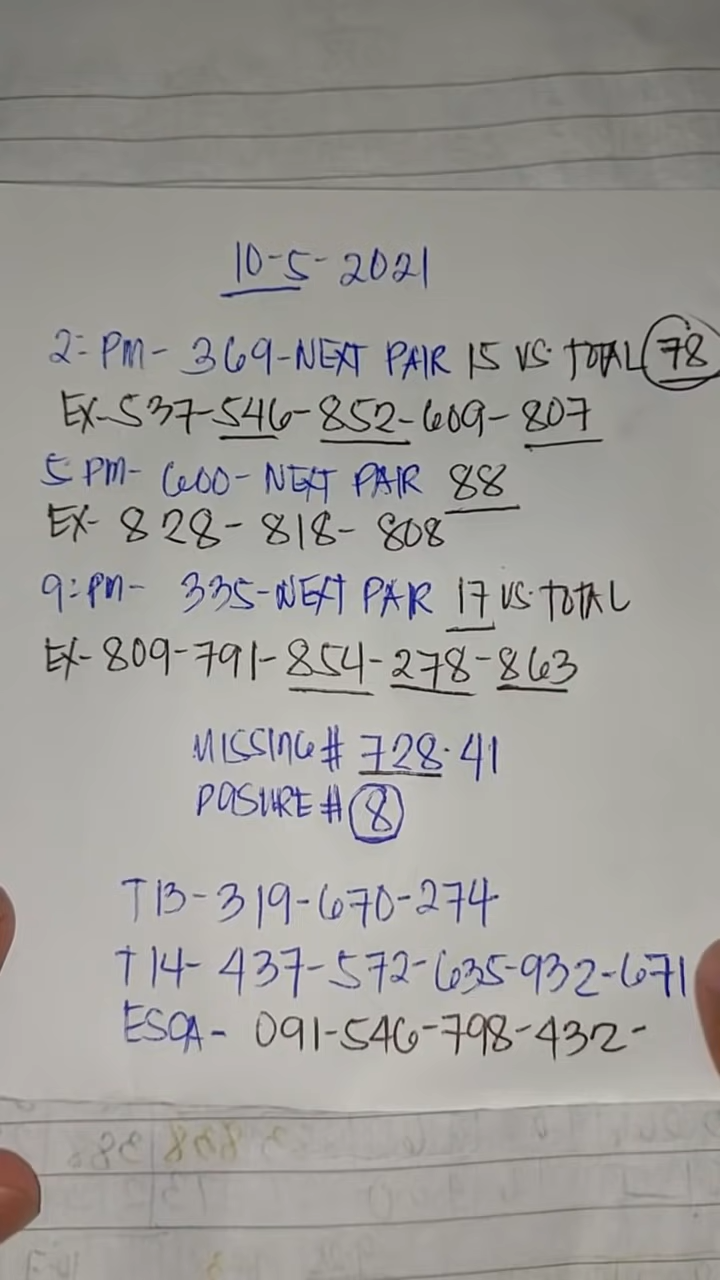 10-5-2021
2:PM- 369-NEXT PAIR 15 VS. TOTAL 78
EX-537-546-852-609-807
5 PM- 600- NEXT PAIR 88
EX- 828- 818- 808
9:PM- 335-NEXT PAIR 17 VS. TOTAL
EX-809-791-854-278-863
MISSING# 728.41
PASURE# 8
T13-319-670-274
T14- 437-572-635-932-671
ESCA- 091-546-798-432-